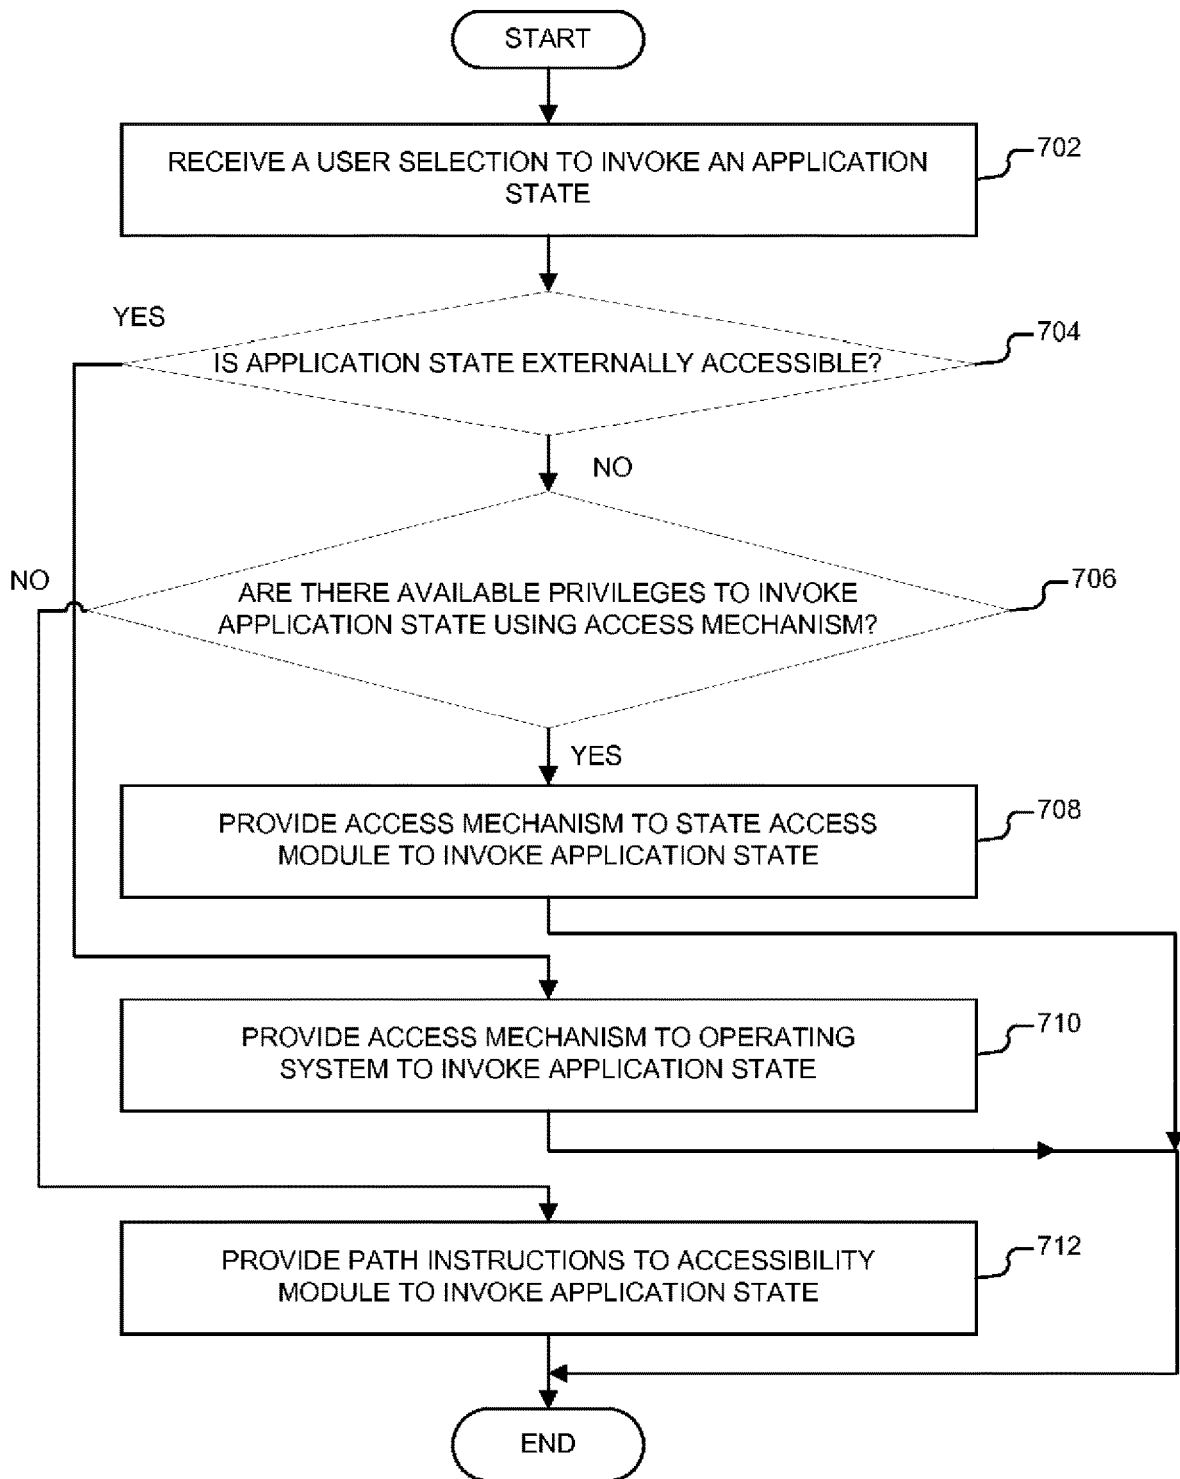 START
RECEIVE A USER SELECTION TO INVOKE AN APPLICATION
STATE
702
YES
IS APPLICATION STATE EXTERNALLY ACCESSIBLE?
704
NO
NO
ARE THERE AVAILABLE PRIVILEGES TO INVOKE
APPLICATION STATE USING ACCESS MECHANISM?
706
YES
PROVIDE ACCESS MECHANISM TO STATE ACCESS
MODULE TO INVOKE APPLICATION STATE
708
PROVIDE ACCESS MECHANISM TO OPERATING
SYSTEM TO INVOKE APPLICATION STATE
710
PROVIDE PATH INSTRUCTIONS TO ACCESSIBILITY
MODULE TO INVOKE APPLICATION STATE
712
END